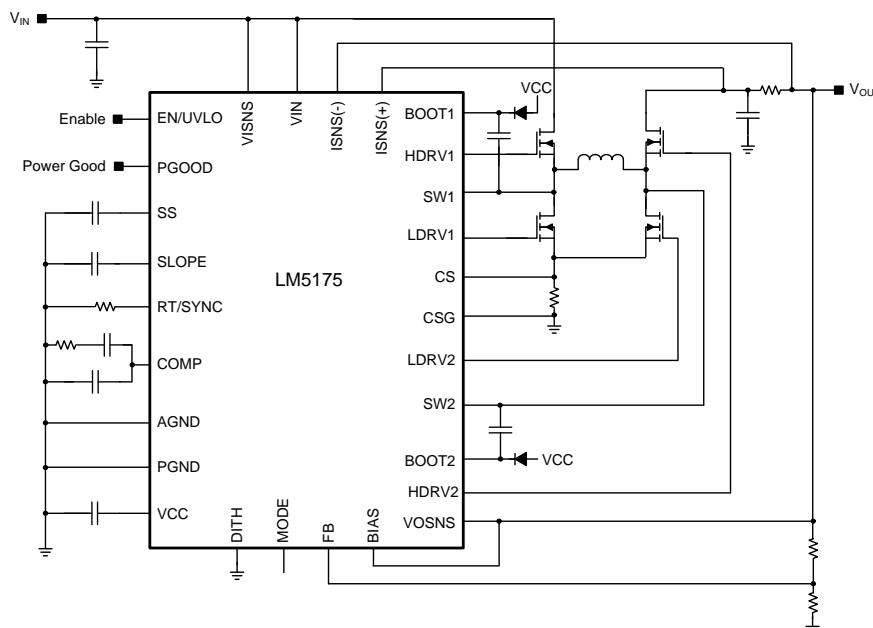 VIN
VCC
VOUT
Enable
EN/UVLO
VISNS
VIN
ISNS(-)
ISNS(+)
BOOT1
Power Good
PGOOD
HDRV1
SS
SW1
SLOPE
LDRV1
LM5175
CS
RT/SYNC
CSG
COMP
LDRV2
SW2
AGND
BOOT2
VCC
PGND
HDRV2
VCC
DITH
MODE
FB
BIAS
VOSNS